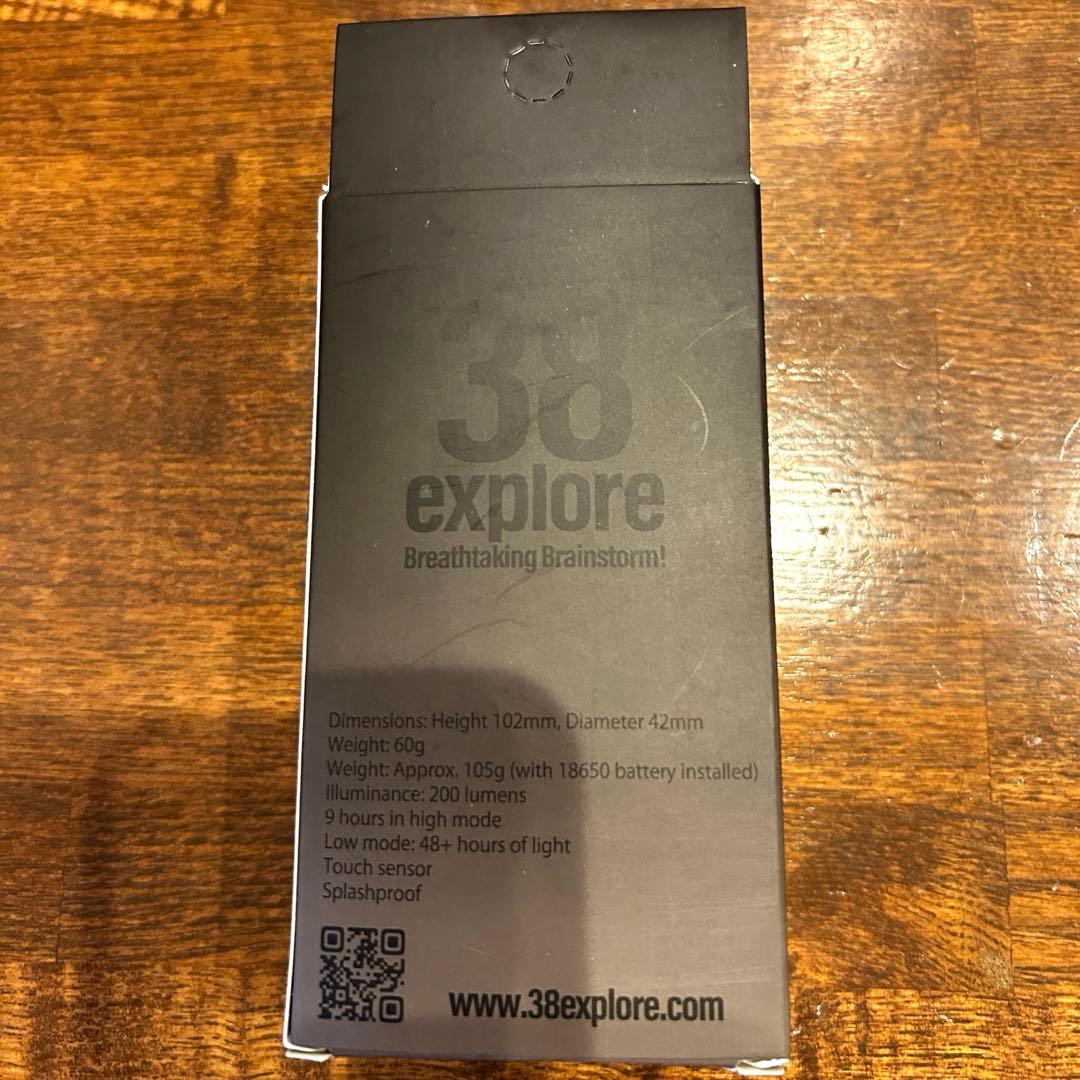 38
explore
Breathtaking Brainstorm!
Dimensions: Height 102mm, Diameter 42mm
Weight: 60g
Weight: Approx. 105g (with 18650 battery installed)
Illuminance: 200 lumens
9 hours in high mode
Low mode: 48+ hours of light
Touch sensor
Splashproof
www.38explore.com